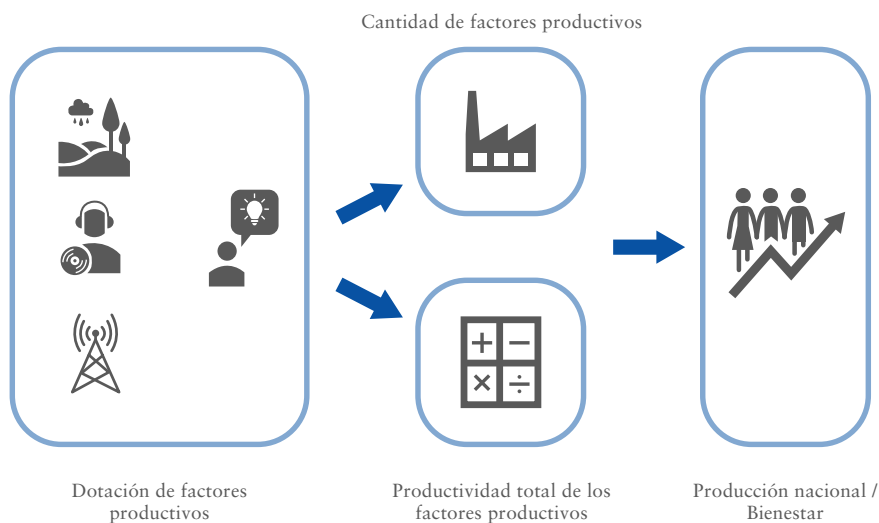 Cantidad de factores productivos
Dotación de factores
productivos
Productividad total de los
factores productivos
Producción nacional /
Bienestar